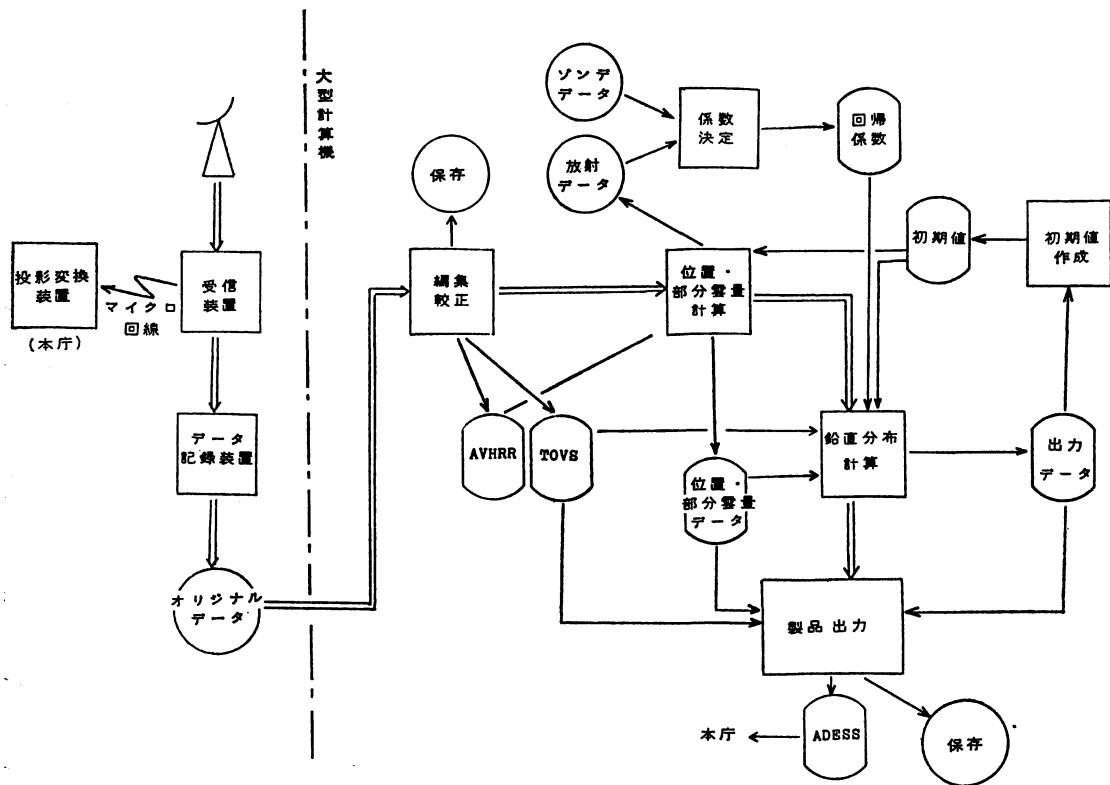 大型計算機
ゾンデ
データ
係数
決定
回帰
係数
保存
放射
データ
初期値
初期値
作成
投影変換
装置
(本庁)
マイクロ
回線
受信
装置
編集
較正
位置・
部分雲量
計算
データ
記録装置
AVHRR
TOVS
位置・
部分雲量
データ
鉛直分布
計算
出力
データ
オリジナル
データ
製品出力
本庁
ADESS
保存